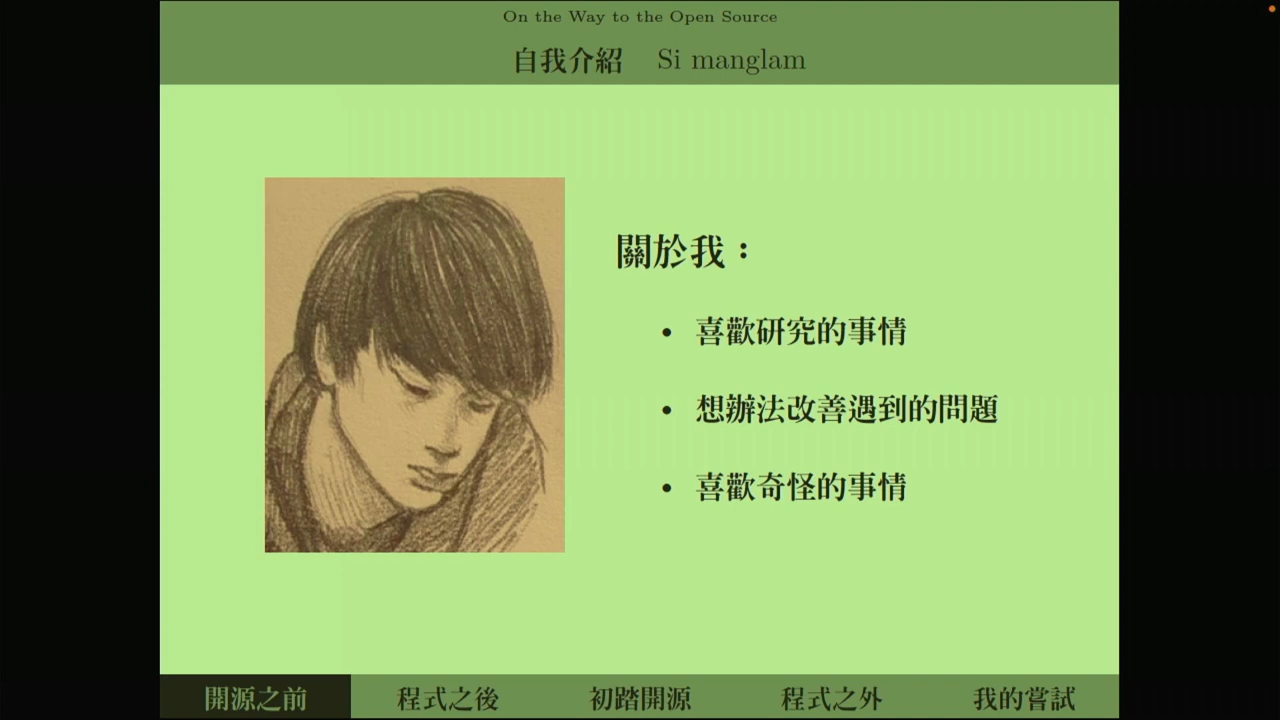 On the Way to the Open Source
自我介紹 Si manglam
關於我：
• 喜歡研究的事情
• 想辦法改善遇到的問題
• 喜歡奇怪的事情
開源之前 程式之後 初踏開源 程式之外 我的嘗試